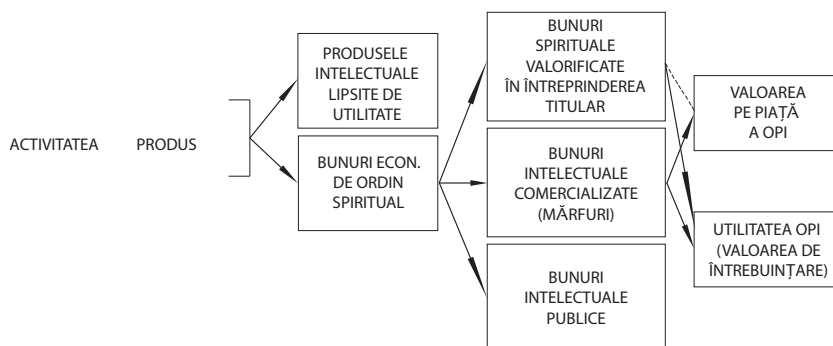 ACTIVITATEA PRODUS
PRODUSELE
INTELECTUALE
LIPSITE DE
UTILITATE
BUNURI ECON.
DE ORDIN
SPIRITUAL
BUNURI
SPIRITUALE
VALORIFICATE
ÎN ÎNTREPRINDEREA
TITULAR
BUNURI
INTELECTUALE
COMERCIALIZATE
(MĂRFURI)
BUNURI
INTELECTUALE
PUBLICE
VALOAREA
PE PIAȚĂ
A OPI
UTILITATEA OPI
(VALOAREA DE
ÎNTREBUINȚARE)